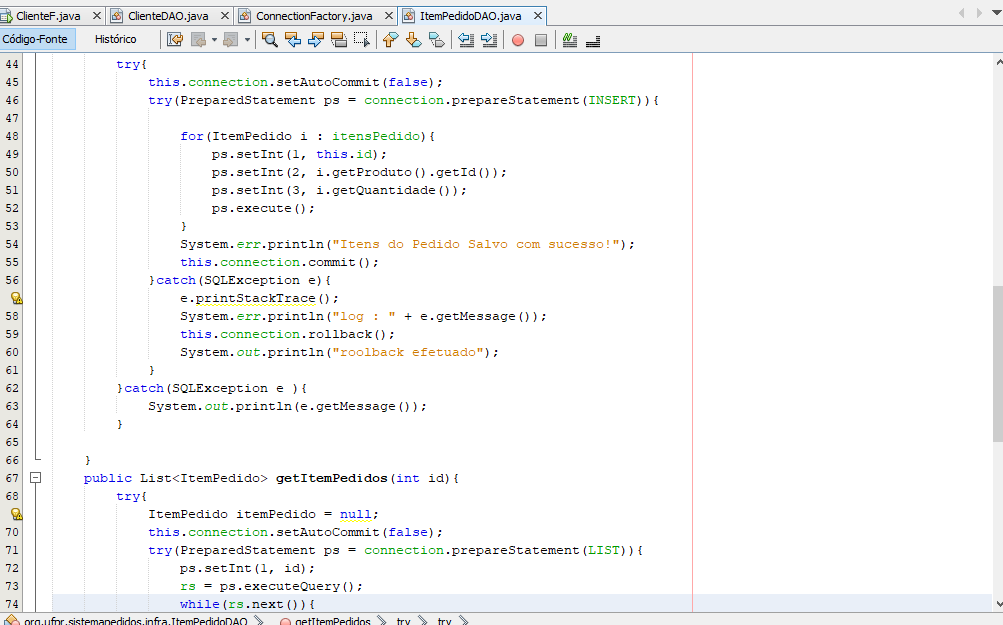 ClienteF.java
ClienteDAO.java
ConnectionFactory.java
ItemPedidoDAO.java
Código-Fonte
Histórico
44 try{
45 this.connection.setAutoCommit(false);
46 try(PreparedStatement ps = connection.prepareStatement(INSERT)){
47
48 for(ItemPedido i : itensPedido){
49 ps.setInt(1, this.id);
50 ps.setInt(2, i.getProduto().getId());
51 ps.setInt(3, i.getQuantidade());
52 ps.execute();
53 }
54 System.err.println("Itens do Pedido Salvo com sucesso!");
55 this.connection.commit();
56 }catch(SQLException e){
e.printStackTrace();
58 System.err.println("log : " + e.getMessage());
59 this.connection.rollback();
60 System.out.println("roolback efetuado");
61 }
62 }catch(SQLException e ){
63 System.out.println(e.getMessage());
64 }
65
66 }
67 public List<ItemPedido> getItemPedidos(int id){
68 try{
ItemPedido itemPedido = null;
70 this.connection.setAutoCommit(false);
71 try(PreparedStatement ps = connection.prepareStatement(LIST)){
72 ps.setInt(1, id);
73 rs = ps.executeQuery();
74 while(rs.next()){
org.ufpr.sistemapedidos.infra.ItemPedidoDAO
getItemPedidos
try
try